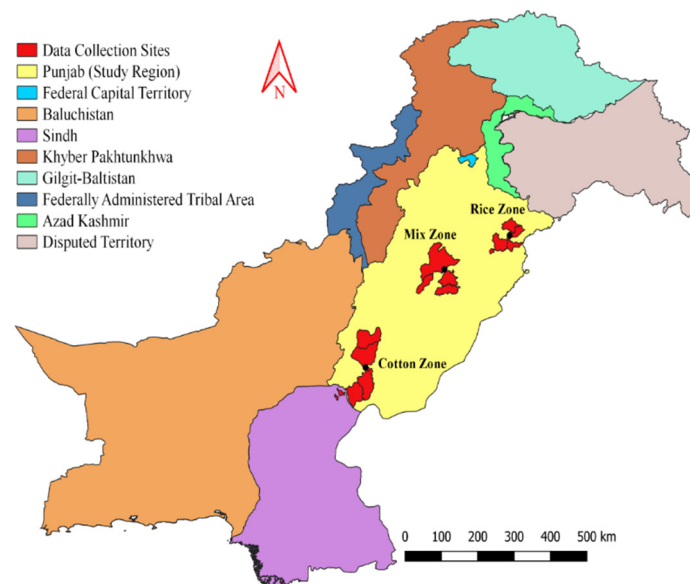 Data Collection Sites
Punjab (Study Region)
Federal Capital Territory
Baluchistan
Sindh
Khyber Pakhtunkhwa
Gilgit-Baltistan
Federally Administered Tribal Area
Azad Kashmir
Disputed Territory
N
Rice Zone
Mix Zone
Cotton Zone
0 100 200 300 400 500 km